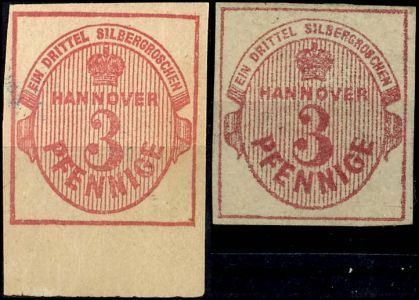 EIN DRITTEL SILBERGROSCHEN
HANNOVER
3
PFENNIGE
EIN DRITTEL SILBERGROSCHEN
HANNOVER
3
PFENNIGE